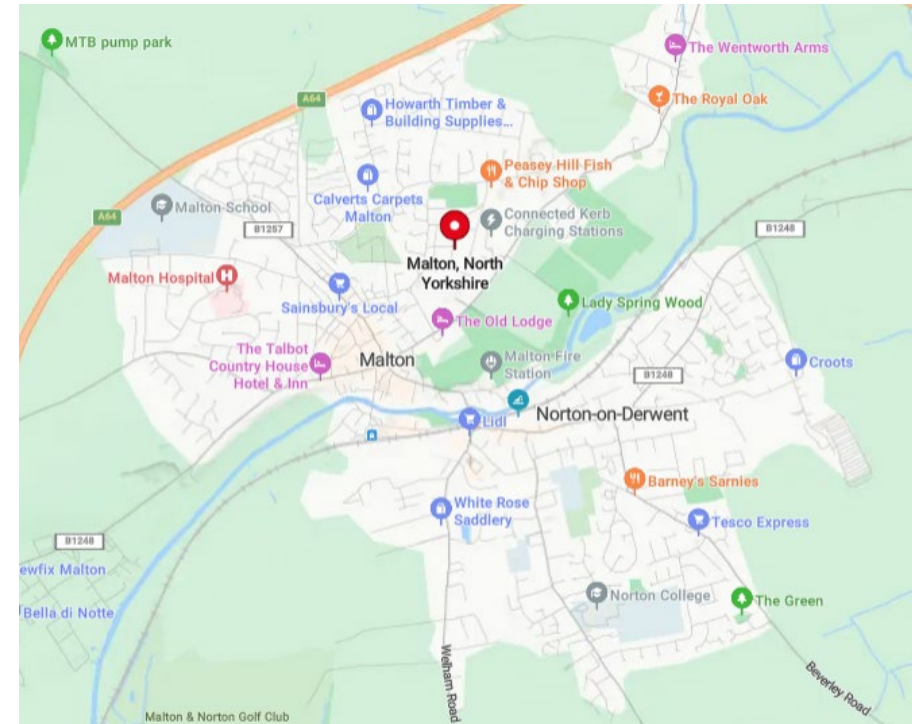 MTB pump park
The Wentworth Arms
A64
The Royal Oak
Howarth Timber &
Building Supplies...
Peasey Hill Fish
& Chip Shop
Calverts Carpets
Malton
Malton School
A64
B1257
Connected Kerb
Charging Stations
B1248
Malton, North
Yorkshire
Malton Hospital
Sainsbury's Local
Lady Spring Wood
The Old Lodge
The Talbot
Country House
Hotel & Inn
Malton
Malton Fire
Station
B1248
Croots
Lidl
Norton-on-Derwent
Barney's Sarnies
White Rose
Saddlery
Tesco Express
B1248
ewfix Malton
Bella di Notte
Norton College
The Green
Welham Road
Beverley Road
Malton & Norton Golf Club